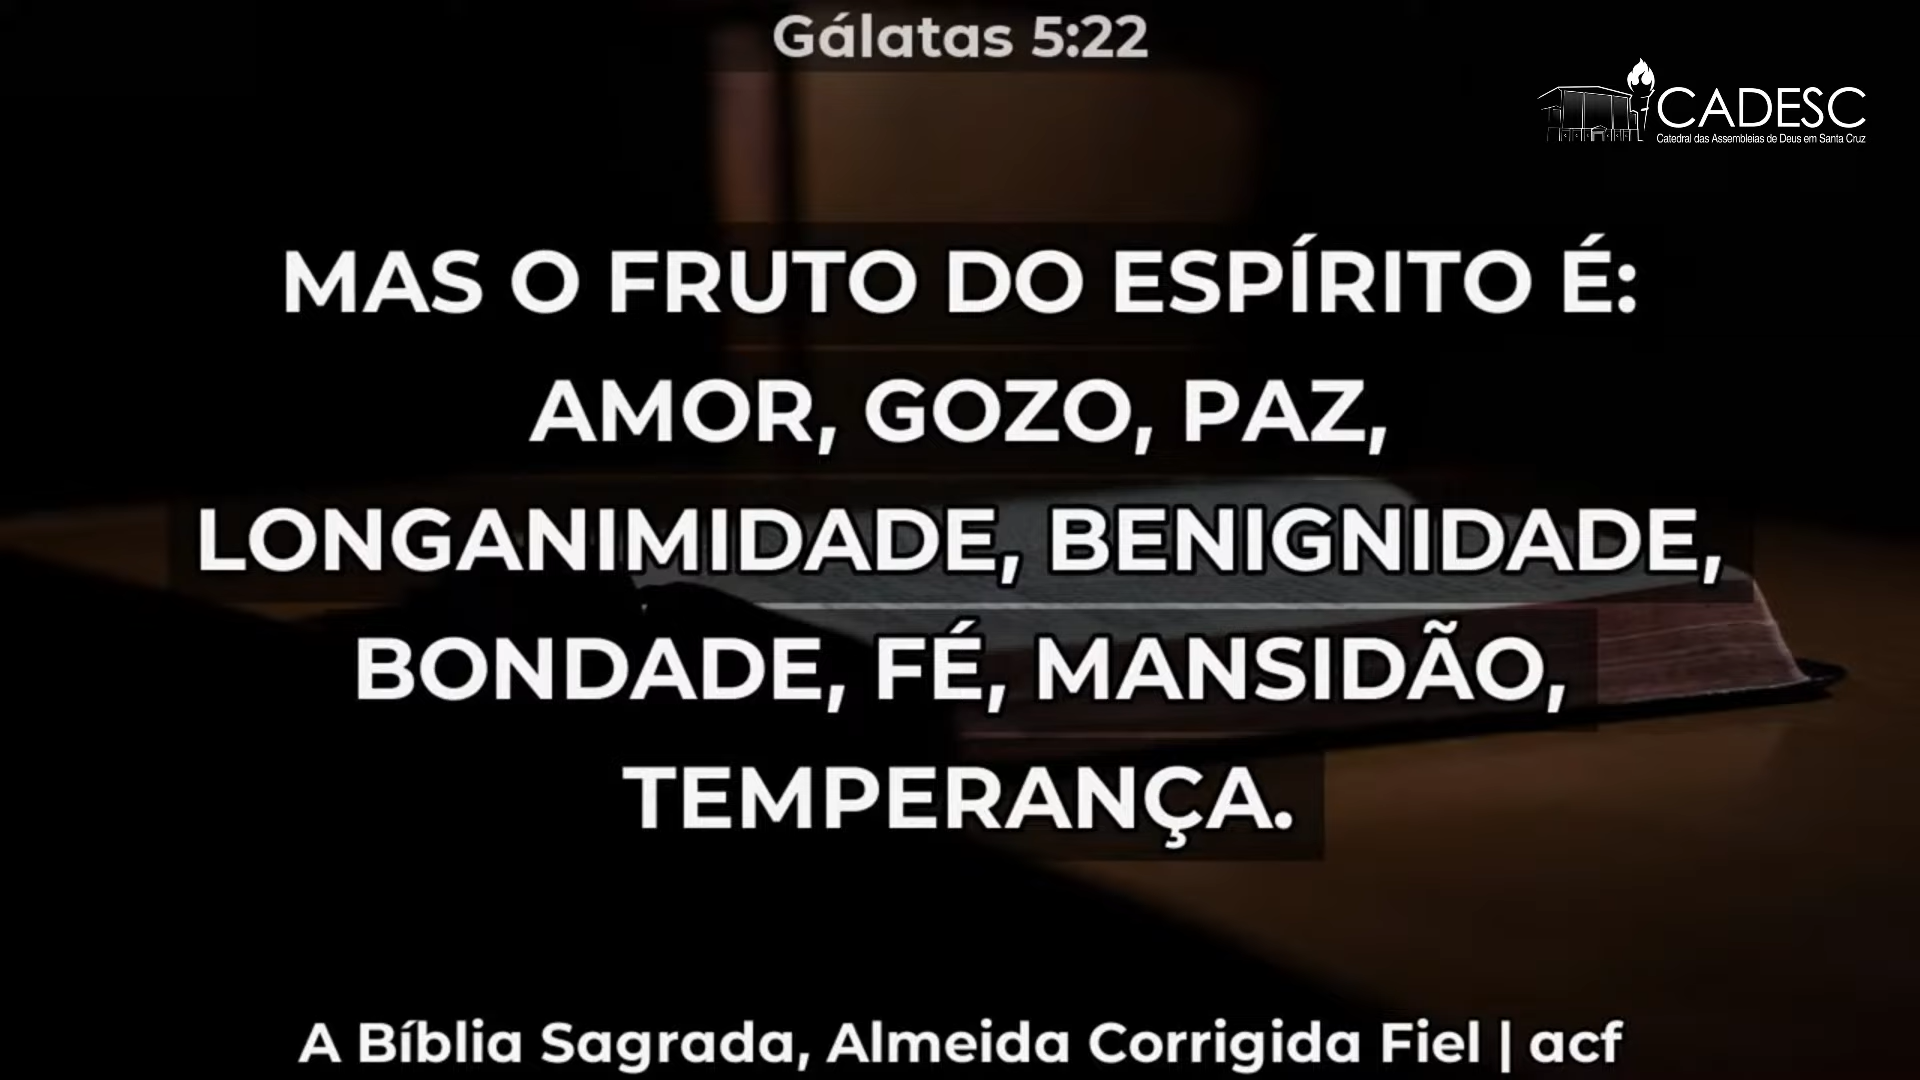 Gálatas 5:22
CADESC
Catedral das Assembleias de Deus em Santa Cruz
MAS O FRUTO DO ESPÍRITO É:
AMOR, GOZO, PAZ,
LONGANIMIDADE, BENIGNIDADE,
BONDADE, FÉ, MANSIDÃO,
TEMPERANÇA.
A Bíblia Sagrada, Almeida Corrigida Fiel | acf